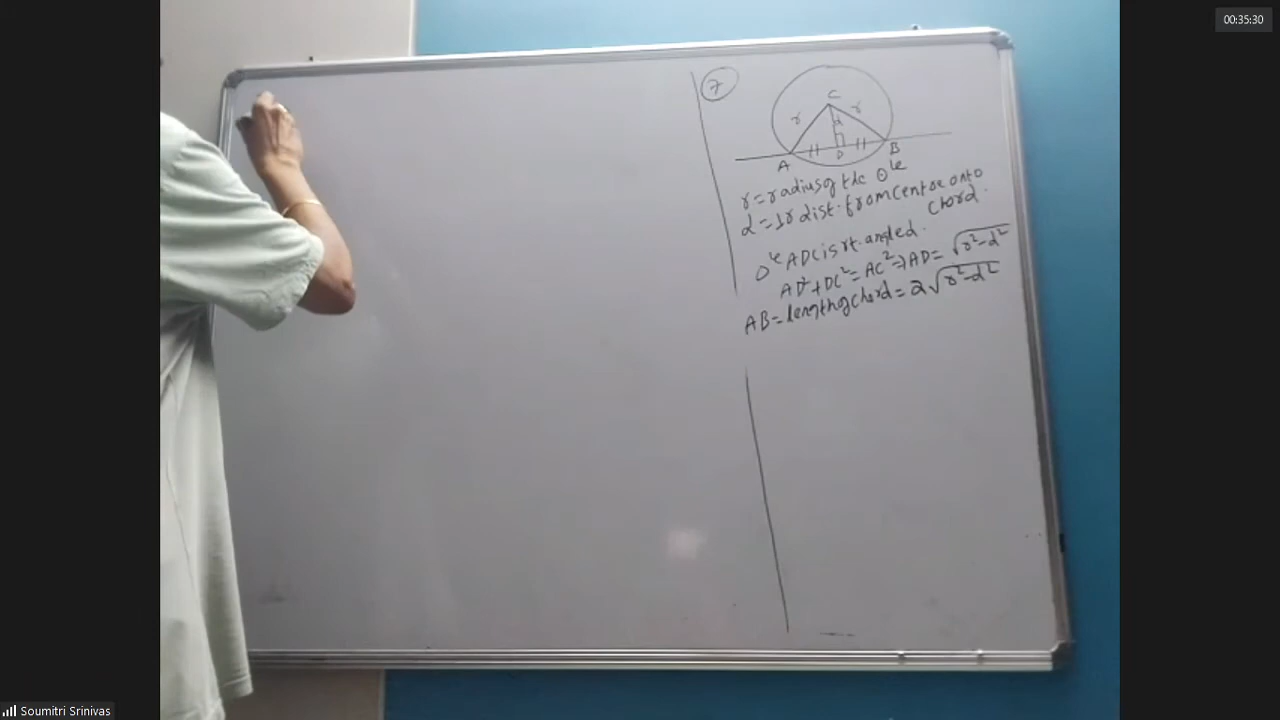 00:35:30
7
C
r r
d
A D B
r = radius of the ⊙le
d = ⊥r dist. from centre onto
chord.
△le ADC is rt. angled.
AD²+DC² = AC² ⇒ AD = √r²-d²
AB = length of chord = 2√r²-d²
Soumitri Srinivas